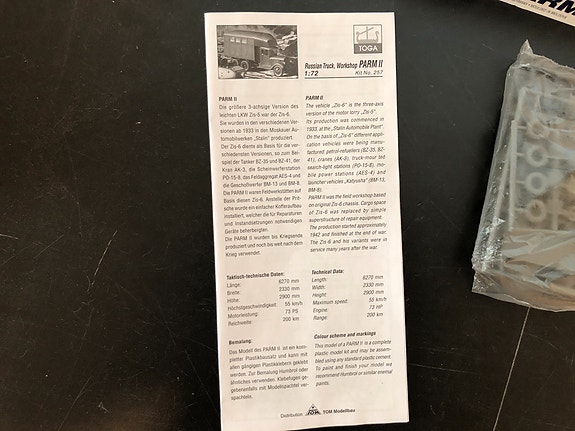 TOGA
Russian Truck, Workshop PARM II
1:72 Kit No. 257
PARM II
Die größere 3-achsige Version des
leichten LKW Zis-5 war der Zis-6.
Sie wurden in den verschiedenen Versio-
nen ab 1933 in den Moskauer Au-
tomobilwerken „Stalin" produziert.
Der Zis-6 diente als Basis für die ver-
schiedensten Versionen, so zum Bei-
spiel der Tanker BZ-35 und BZ-41, der
Kran AK-3, die Scheinwerferstation
PO-15-8, das Feldaggregat AES-4 und
die Geschoßwerfer BM-13 und BM-8.
Die PARM II waren Feldwerkstätten auf
Basis diesen Zis-6. Anstelle der Prit-
sche wurde ein einfacher Kofferaufbau
installiert, welcher die für Reparaturen
und Instandsetzungen notwendigen
Geräte beherbergten.
Die PARM II wurden bis Kriegsende
produziert und noch bis weit nach dem
Krieg verwendet.
Taktisch-technische Daten:
Länge: 6270 mm
Breite: 2330 mm
Höhe: 2900 mm
Höchstgeschwindigkeit: 55 km/h
Motorleistung: 73 PS
Reichweite: 200 km
Bemalung:
Das Modell des PARM II ist ein kom-
pletter Plastikbausatz und kann mit
allen gängigen Plastikklebern geklebt
werden. Zur Bemalung Humbrol oder
ähnliches verwenden. Klebefugen ge-
gebenenfalls mit Modellspachtel ver-
spachteln.
PARM II
The vehicle „Zis-6" is the three-axis
version of the motor lorry „Zis-5".
Its production was commenced in
1933, at the „Stalin Automobile Plant".
On the basis of „Zis-6" different appli-
cation vehicles were being manufac-
tured: petrol-refuellers (BZ-35, BZ-
41), cranes (AK-3), truck-mounted
search-light stations (PO-15-8), mo-
bile power stations (AES-4) and
launcher vehicles „Katyusha" (BM-13,
BM-8).
PARM II was the field workshop based
on original Zis-6 chassis. Cargo space
of Zis-6 was replaced by simple
superstructure of repair equipment.
The production started approximately
1942 and finished at the end of war.
The Zis-6 and his variants were in
service many years after the war.
Technical Data:
Length: 6270 mm
Width: 2330 mm
Height: 2900 mm
Maximum speed: 55 km/h
Engine: 73 HP
Range: 200 km
Colour scheme and markings
This model of a PARM II is a complete
plastic model kit and may be assem-
bled using any standard plastic cement.
To paint and finish your model we
recommend Humbrol or similar enamel
paints.
Distribution TOM Modellbau